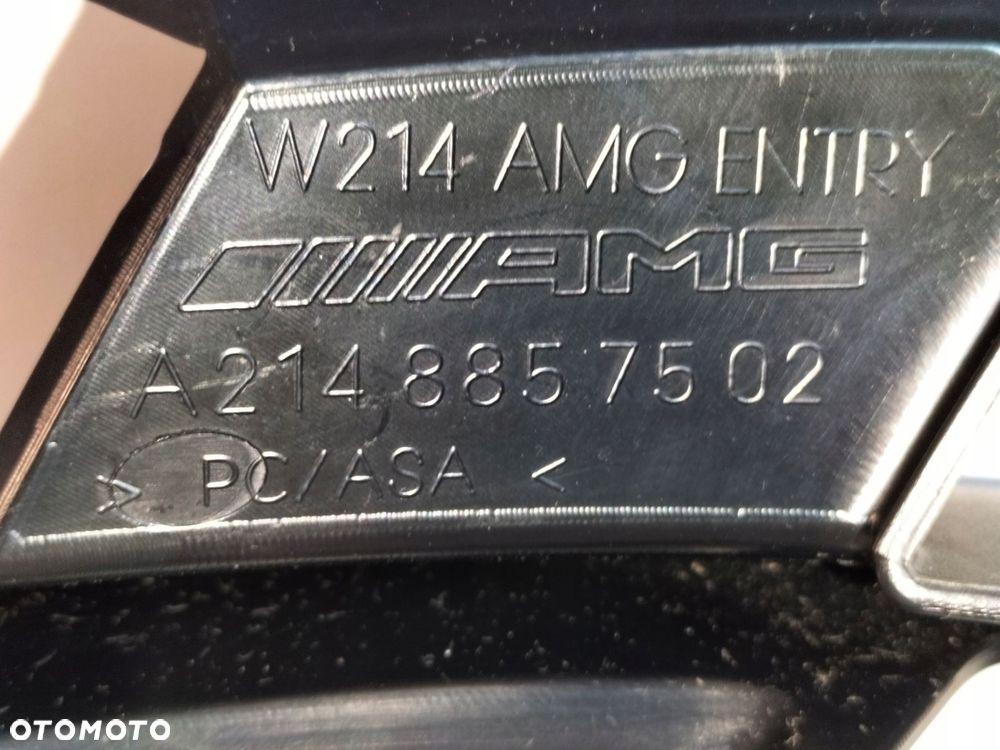 W214 AMG ENTRY
AMG
A 214 885 75 02
> PC/ASA <
OTOMOTO